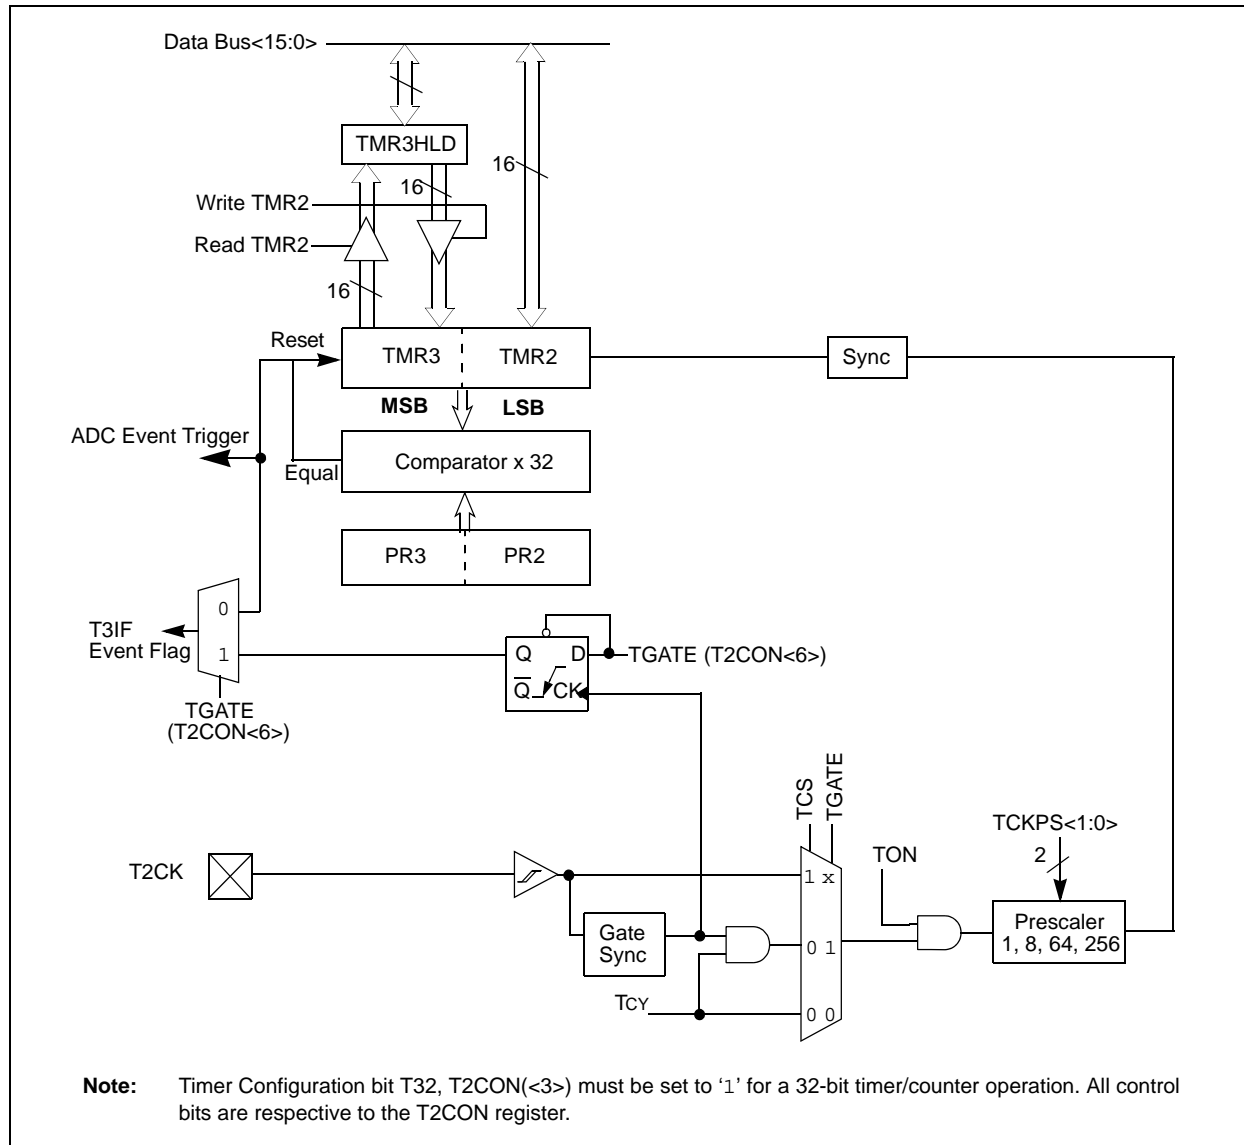 Data Bus<15:0>
TMR3HLD
16
16
Write TMR2
Read TMR2
16
Reset
TMR3
TMR2
Sync
MSB
LSB
ADC Event Trigger
Equal
Comparator x 32
PR3
PR2
0
T3IF
Event Flag
1
Q
D
TGATE (T2CON<6>)
Q
CK
TGATE
(T2CON<6>)
TCS
TGATE
TCKPS<1:0>
2
TON
T2CK
1 x
Gate
Sync
0 1
Prescaler
1, 8, 64, 256
TCY
0 0
Note: Timer Configuration bit T32, T2CON(<3>) must be set to ‘1’ for a 32-bit timer/counter operation. All control
bits are respective to the T2CON register.